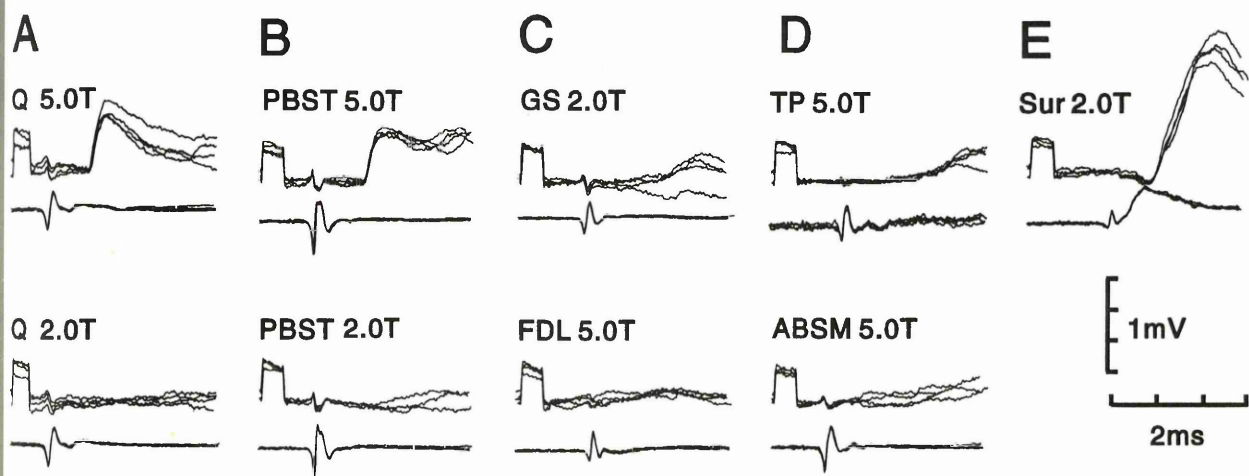 A
B
C
D
E
Q 5.0T
PBST 5.0T
GS 2.0T
TP 5.0T
Sur 2.0T
Q 2.0T
PBST 2.0T
FDL 5.0T
ABSM 5.0T
1mV
2ms